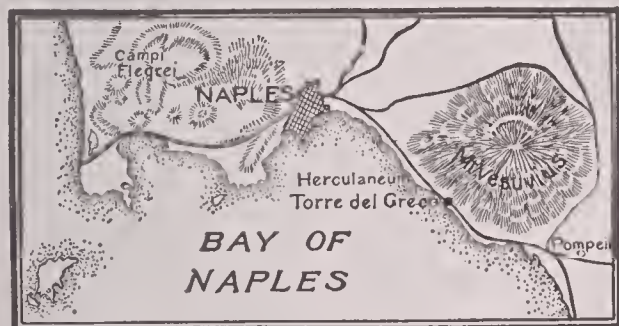 Campi
Flegrei
NAPLES
Mt Vesuvius
Herculaneum
Torre del Greco
Pompeii
BAY OF
NAPLES